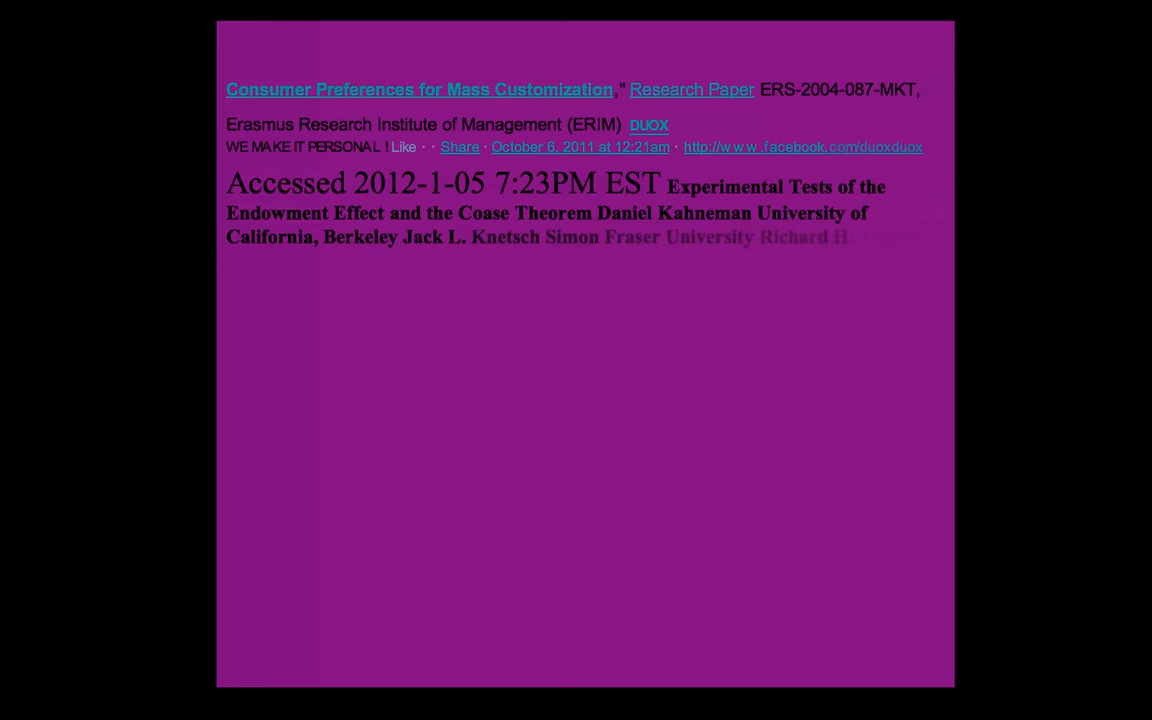 Consumer Preferences for Mass Customization," Research Paper ERS-2004-087-MKT,
Erasmus Research Institute of Management (ERIM) DUOX
WE MAKE IT PERSONAL ! Like · · Share · October 6, 2011 at 12:21am · http://www.facebook.com/duoxduox
Accessed 2012-1-05 7:23PM EST Experimental Tests of the
Endowment Effect and the Coase Theorem Daniel Kahneman University of
California, Berkeley Jack L. Knetsch Simon Fraser University Richard H.